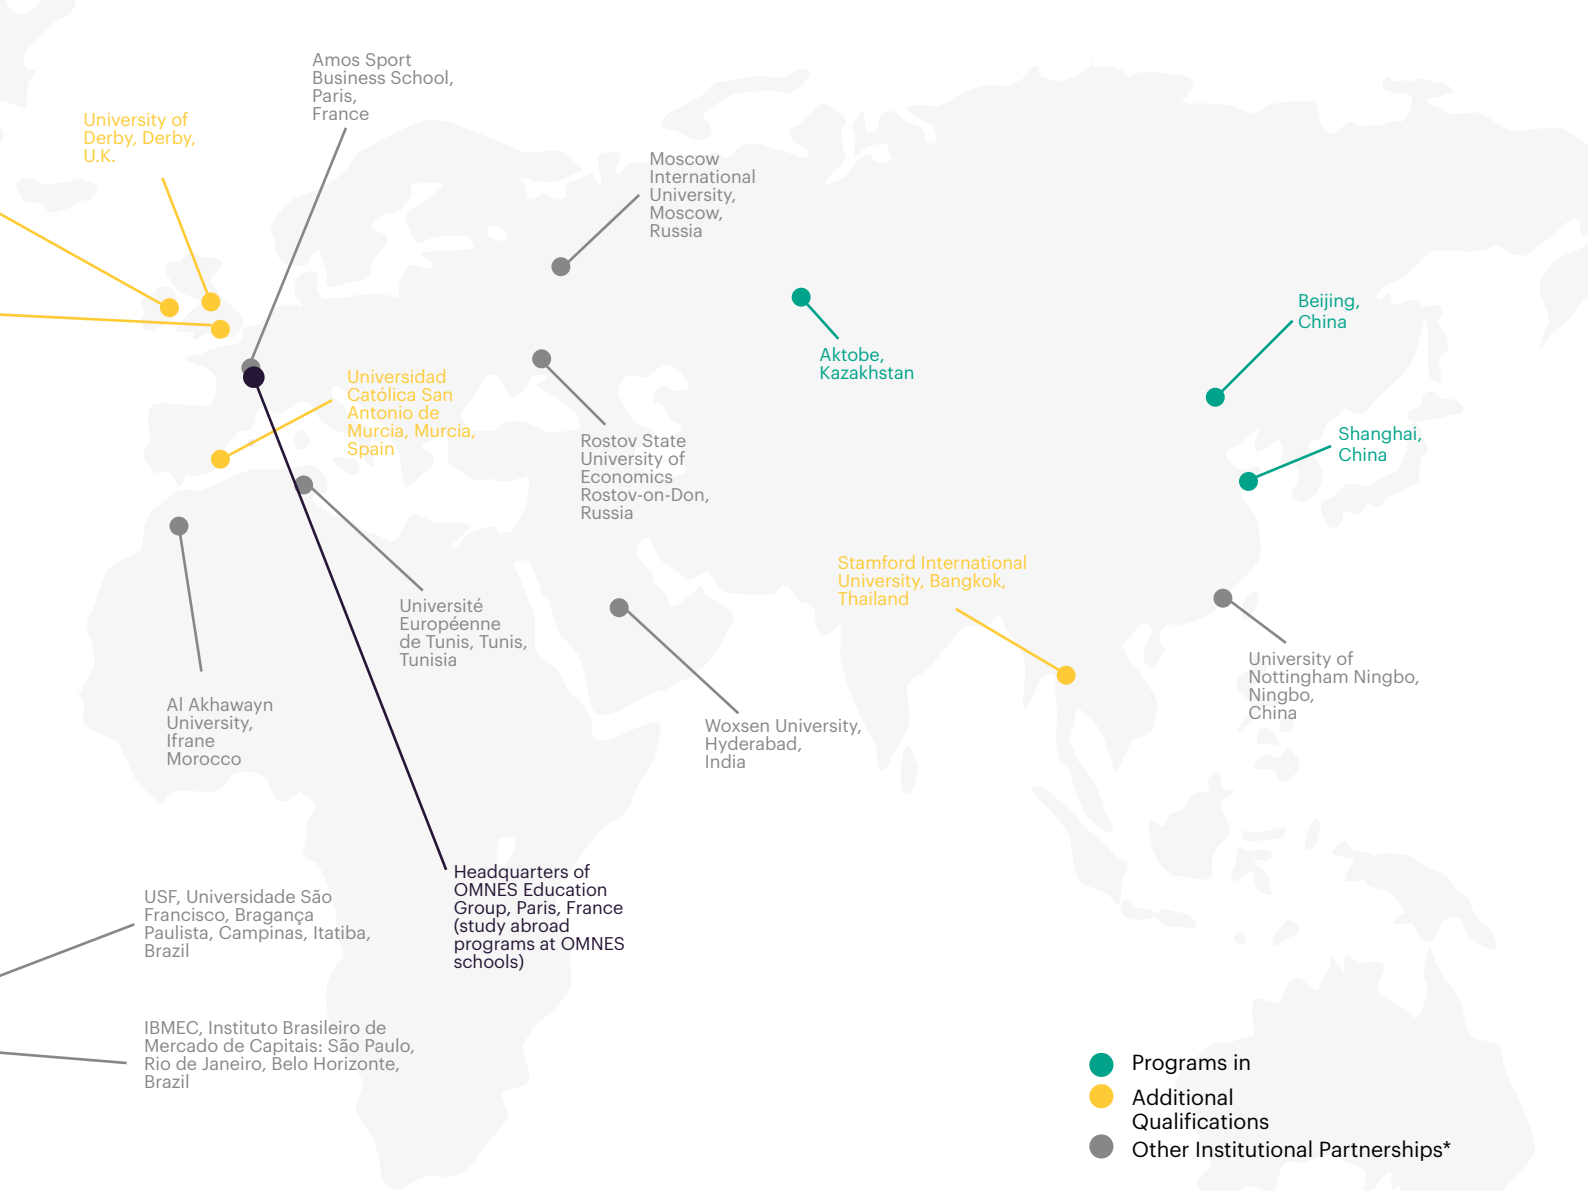 Amos Sport
Business School,
Paris,
France
University of
Derby, Derby,
U.K.
Moscow
International
University,
Moscow,
Russia
Beijing,
China
Aktobe,
Kazakhstan
Universidad
Católica San
Antonio de
Murcia, Murcia,
Spain
Rostov State
University of
Economics
Rostov-on-Don,
Russia
Shanghai,
China
Stamford International
University, Bangkok,
Thailand
Université
Européenne
de Tunis, Tunis,
Tunisia
University of
Nottingham Ningbo,
Ningbo,
China
Al Akhawayn
University,
Ifrane
Morocco
Woxsen University,
Hyderabad,
India
Headquarters of
OMNES Education
Group, Paris, France
(study abroad
programs at OMNES
schools)
USF, Universidade São
Francisco, Bragança
Paulista, Campinas, Itatiba,
Brazil
IBMEC, Instituto Brasileiro de
Mercado de Capitais: São Paulo,
Rio de Janeiro, Belo Horizonte,
Brazil
Programs in
Additional
Qualifications
Other Institutional Partnerships*